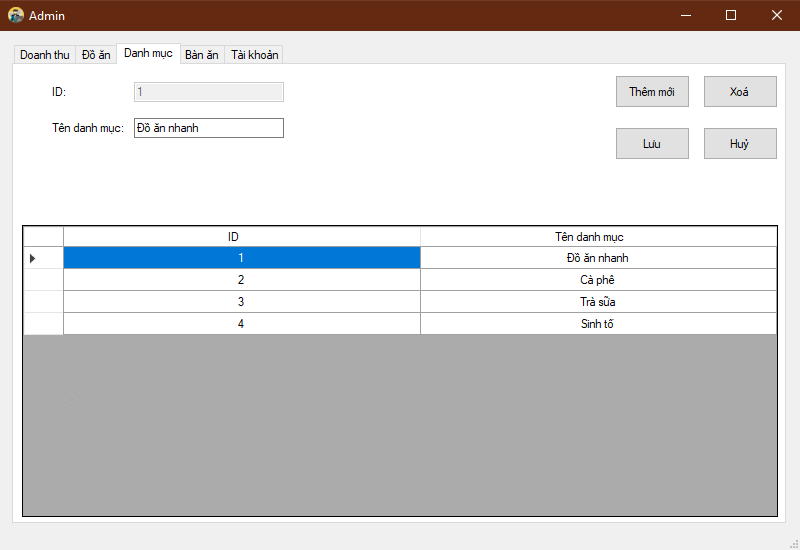 Admin
Doanh thu Đồ ăn Danh mục Bàn ăn Tài khoản
ID: 1 Thêm mới Xoá
Tên danh mục: Đồ ăn nhanh
Lưu Huỷ
ID Tên danh mục
1 Đồ ăn nhanh
2 Cà phê
3 Trà sữa
4 Sinh tố